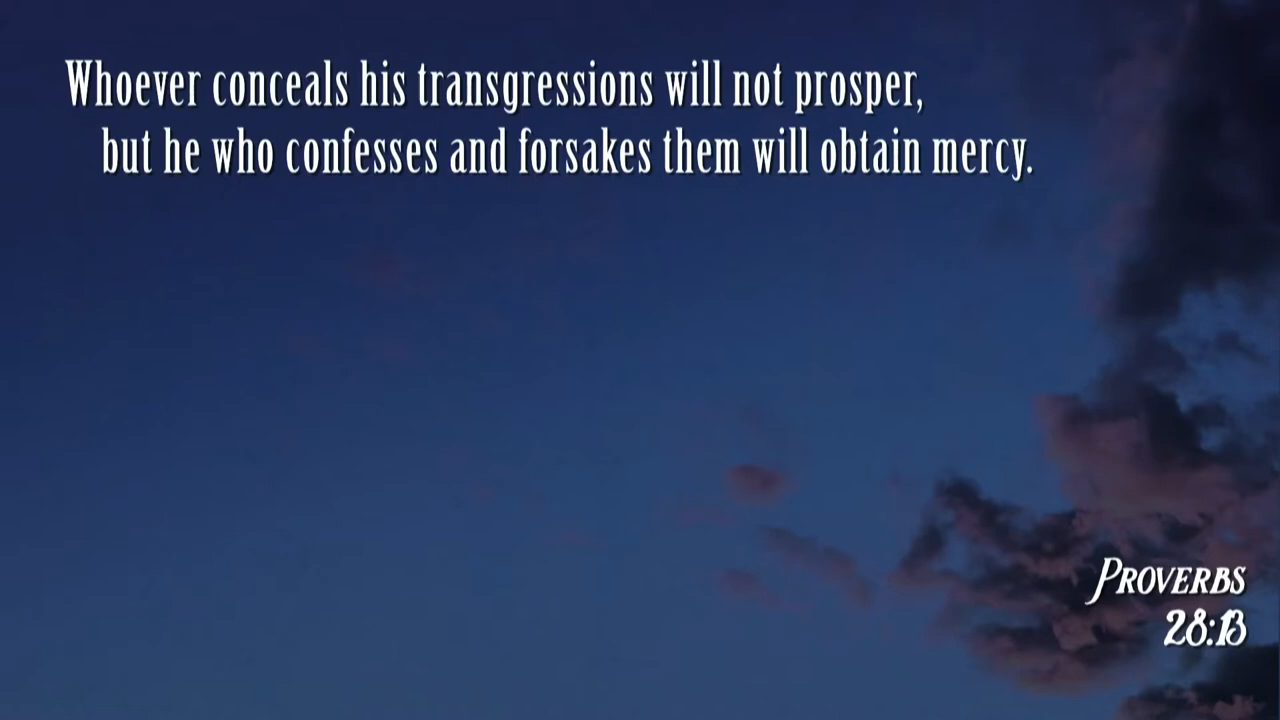 Whoever conceals his transgressions will not prosper,
but he who confesses and forsakes them will obtain mercy.
Proverbs
28:13